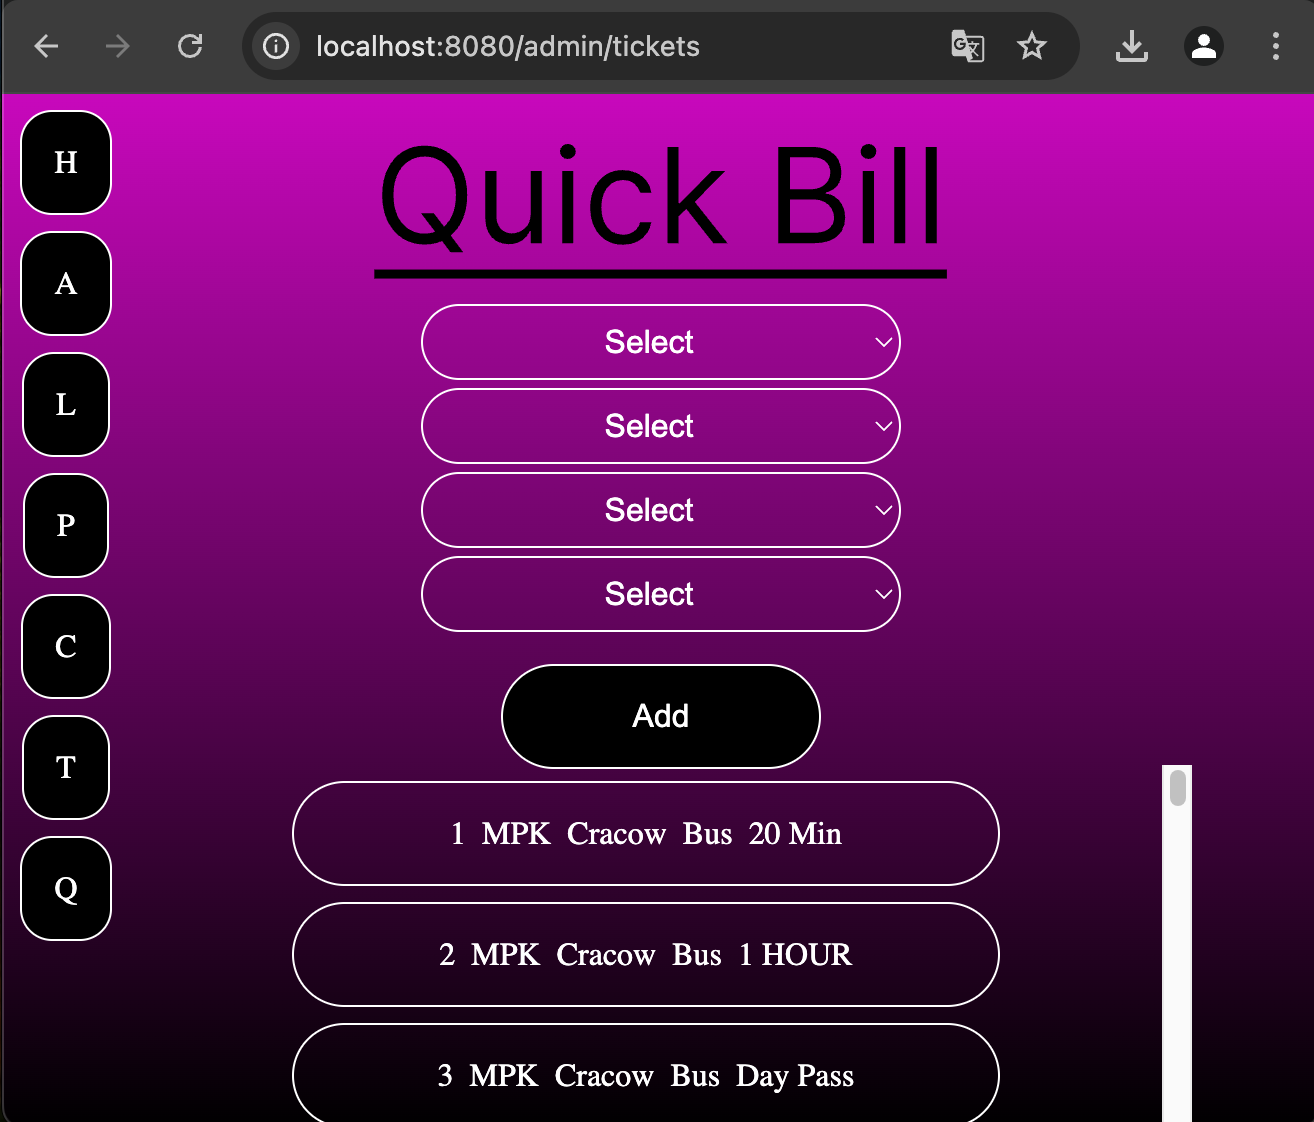 localhost:8080/admin/tickets
Quick Bill
H
A
L
P
C
T
Q
Select
Select
Select
Select
Add
1 MPK Cracow Bus 20 Min
2 MPK Cracow Bus 1 HOUR
3 MPK Cracow Bus Day Pass